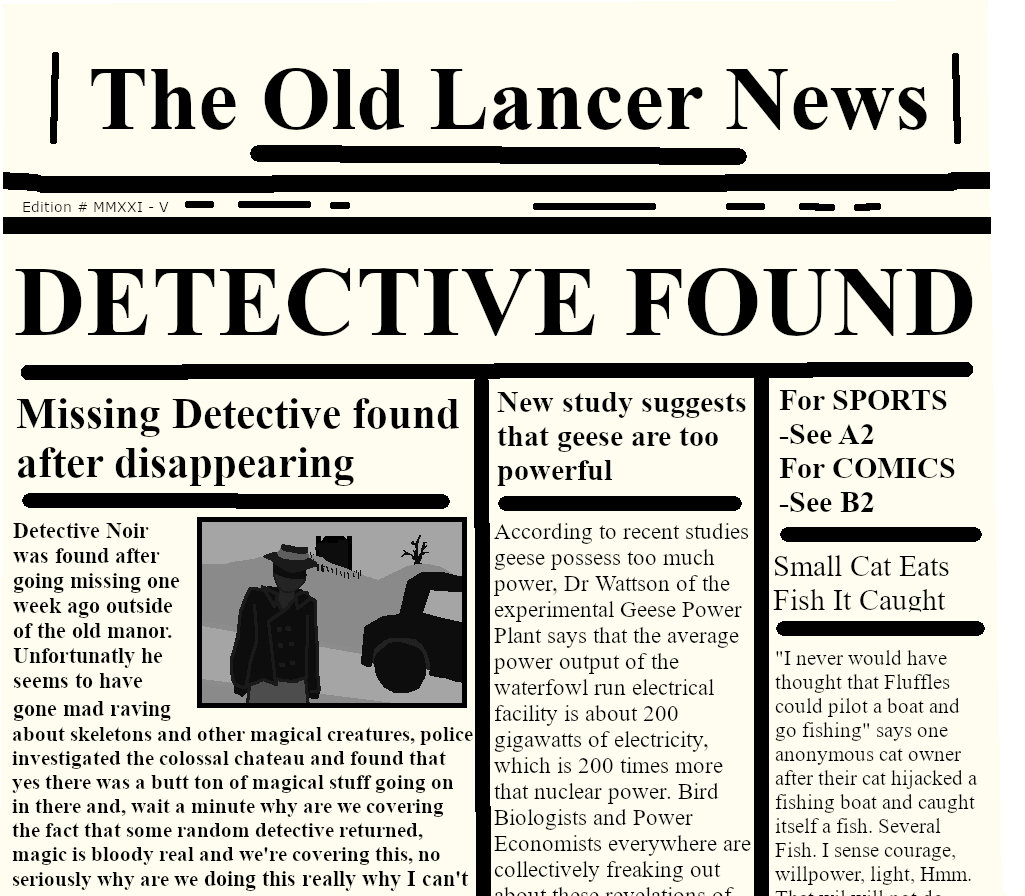 The Old Lancer News
Edition # MMXXI - V
DETECTIVE FOUND
Missing Detective found
after disappearing
Detective Noir
was found after
going missing one
week ago outside
of the old manor.
Unfortunatly he
seems to have
gone mad raving
about skeletons and other magical creatures, police
investigated the colossal chateau and found that
yes there was a butt ton of magical stuff going on
in there and, wait a minute why are we covering
the fact that some random detective returned,
magic is bloody real and we're covering this, no
seriously why are we doing this really why I can't
New study suggests
that geese are too
powerful
According to recent studies
geese possess too much
power, Dr Wattson of the
experimental Geese Power
Plant says that the average
power output of the
waterfowl run electrical
facility is about 200
gigawatts of electricity,
which is 200 times more
that nuclear power. Bird
Biologists and Power
Economists everywhere are
collectively freaking out
about these revelations of
For SPORTS
-See A2
For COMICS
-See B2
Small Cat Eats
Fish It Caught
"I never would have
thought that Fluffles
could pilot a boat and
go fishing" says one
anonymous cat owner
after their cat hijacked a
fishing boat and caught
itself a fish. Several
Fish. I sense courage,
willpower, light, Hmm.